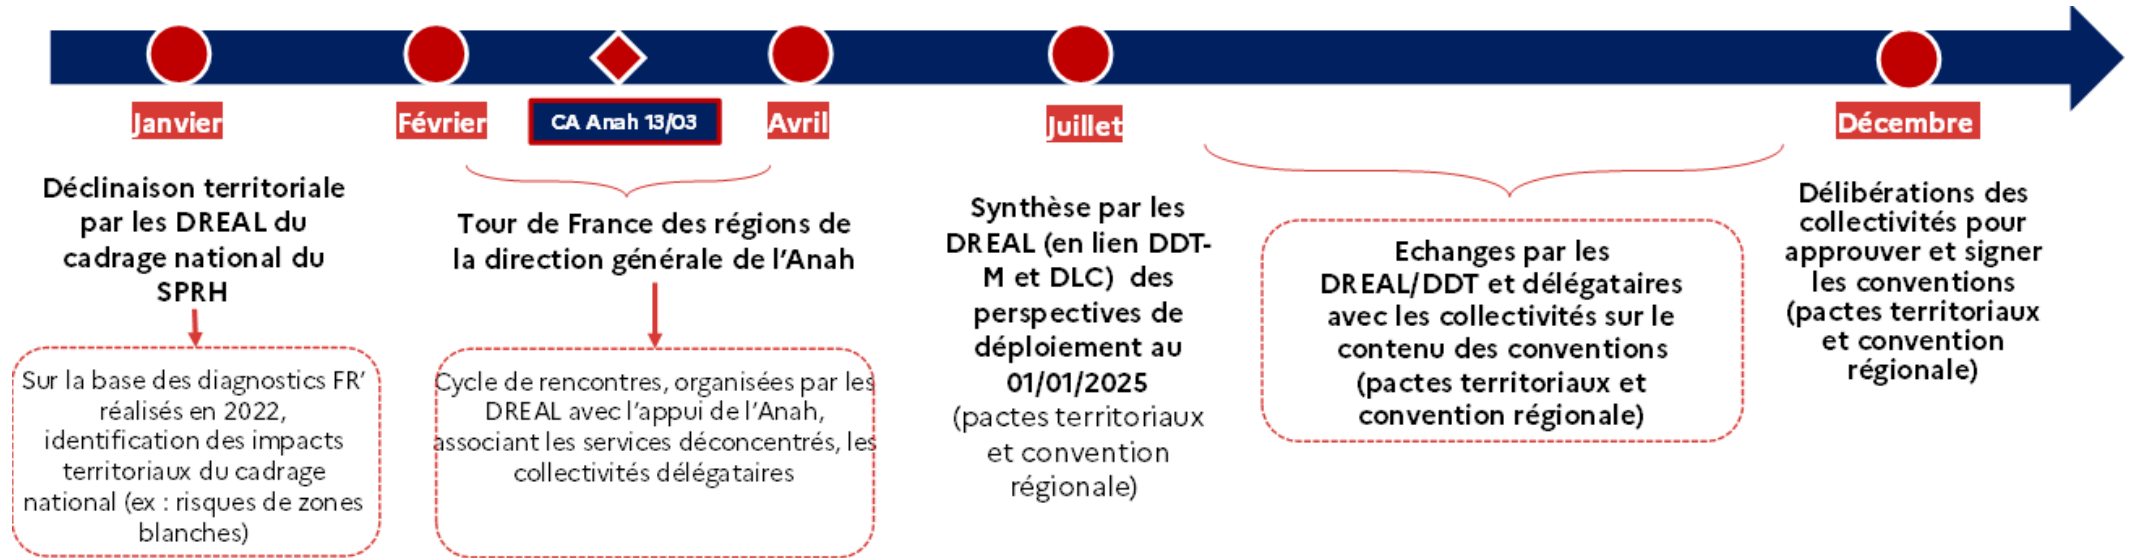 Janvier
Février
CA Anah 13/03
Avril
Juillet
Décembre
Déclinaison territoriale
par les DREAL du
cadrage national du
SPRH
Sur la base des diagnostics FR'
réalisés en 2022,
identification des impacts
territoriaux du cadrage
national (ex : risques de zones
blanches)
Tour de France des régions de
la direction générale de l'Anah
Cycle de rencontres, organisées par les
DREAL avec l'appui de l'Anah,
associant les services déconcentrés, les
collectivités délégataires
Synthèse par les
DREAL (en lien DDT-
M et DLC) des
perspectives de
déploiement au
01/01/2025
(pactes territoriaux
et convention
régionale)
Echanges par les
DREAL/DDT et délégataires
avec les collectivités sur le
contenu des conventions
(pactes territoriaux et
convention régionale)
Délibérations des
collectivités pour
approuver et signer
les conventions
(pactes territoriaux
et convention
régionale)